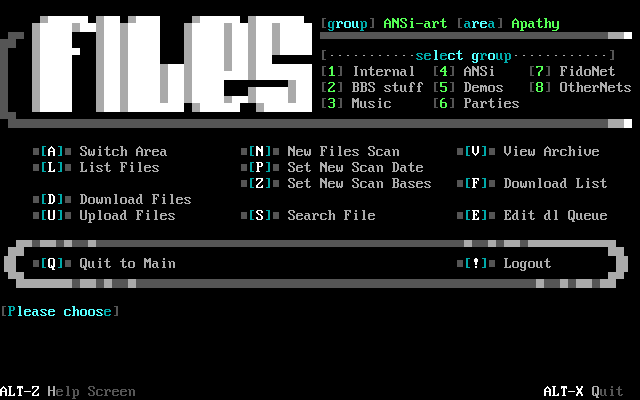 FILES
[group] ANSi-art [area] Apathy
[···········select group············]
[1] Internal [4] ANSi [7] FidoNet
[2] BBS stuff [5] Demos [8] OtherNets
[3] Music [6] Parties
[A] Switch Area [N] New Files Scan [V] View Archive
[L] List Files [P] Set New Scan Date
[Z] Set New Scan Bases [F] Download List
[D] Download Files
[U] Upload Files [S] Search File [E] Edit dl Queue
[Q] Quit to Main [!] Logout
[Please choose]
ALT-Z Help Screen ALT-X Quit